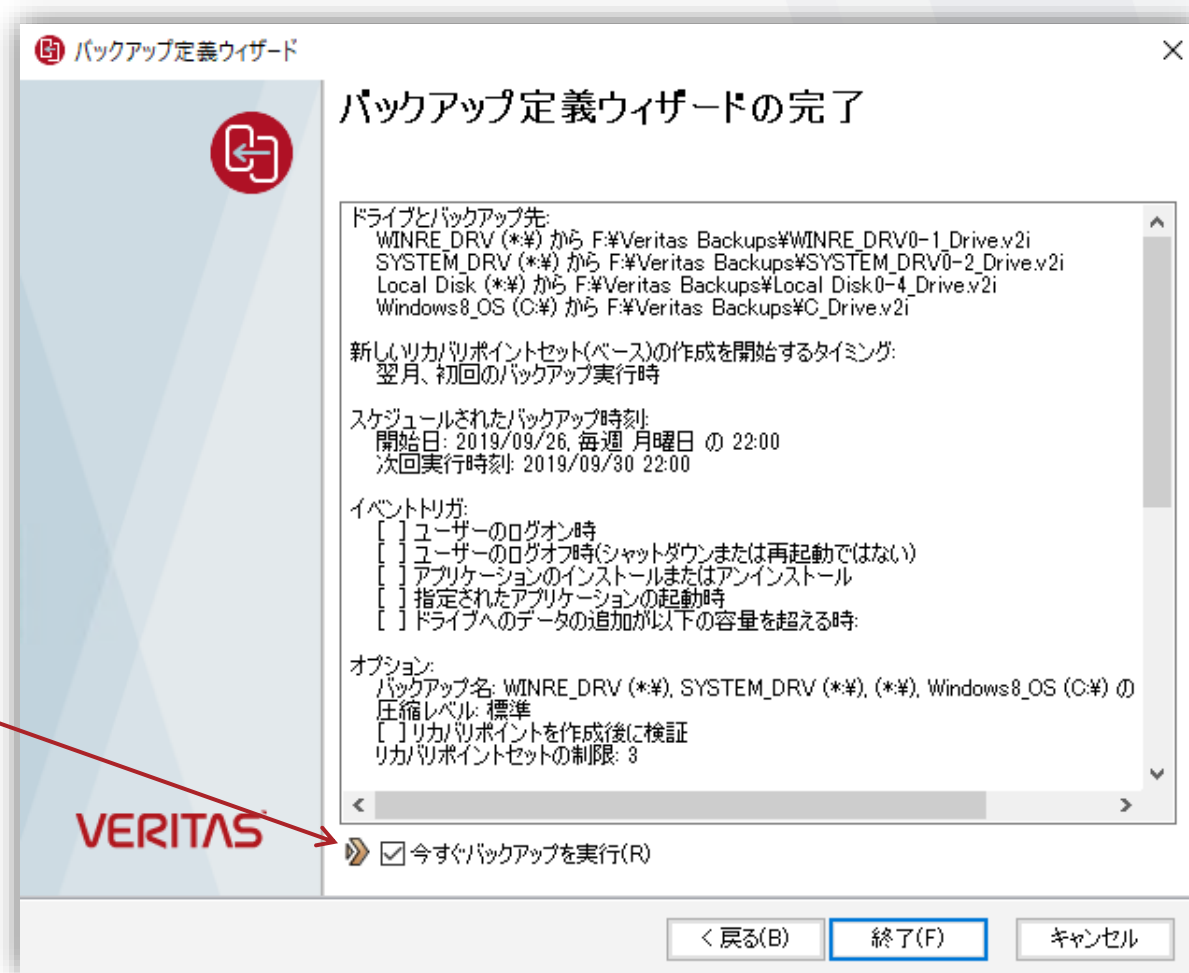 バックアップ定義ウィザード
バックアップ定義ウィザードの完了
ドライブとバックアップ先:
WINRE_DRV (*:¥) から F:¥Veritas Backups¥WINRE_DRV0-1_Drive.v2i
SYSTEM_DRV (*:¥) から F:¥Veritas Backups¥SYSTEM_DRV0-2_Drive.v2i
Local Disk (*:¥) から F:¥Veritas Backups¥Local Disk0-4_Drive.v2i
Windows8_OS (C:¥) から F:¥Veritas Backups¥C_Drive.v2i
新しいリカバリポイントセット(ベース)の作成を開始するタイミング:
翌月、初回のバックアップ実行時
スケジュールされたバックアップ時刻:
開始日: 2019/09/26, 毎週 月曜日 の 22:00
次回実行時刻: 2019/09/30 22:00
イベントトリガ:
[ ] ユーザーのログオン時
[ ] ユーザーのログオフ時(シャットダウンまたは再起動ではない)
[ ] アプリケーションのインストールまたはアンインストール
[ ] 指定されたアプリケーションの起動時
[ ] ドライブへのデータの追加が以下の容量を超える時:
オプション:
バックアップ名: WINRE_DRV (*:¥), SYSTEM_DRV (*:¥), (*:¥), Windows8_OS (C:¥) の
圧縮レベル: 標準
[ ] リカバリポイントを作成後に検証
リカバリポイントセットの制限: 3
VERITAS
今すぐバックアップを実行(R)
< 戻る(B)
終了(F)
キャンセル